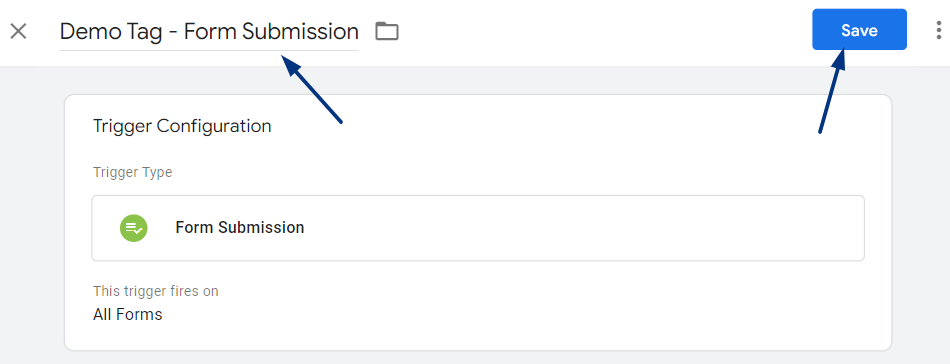 Demo Tag - Form Submission
Save
Trigger Configuration
Trigger Type
Form Submission
This trigger fires on
All Forms